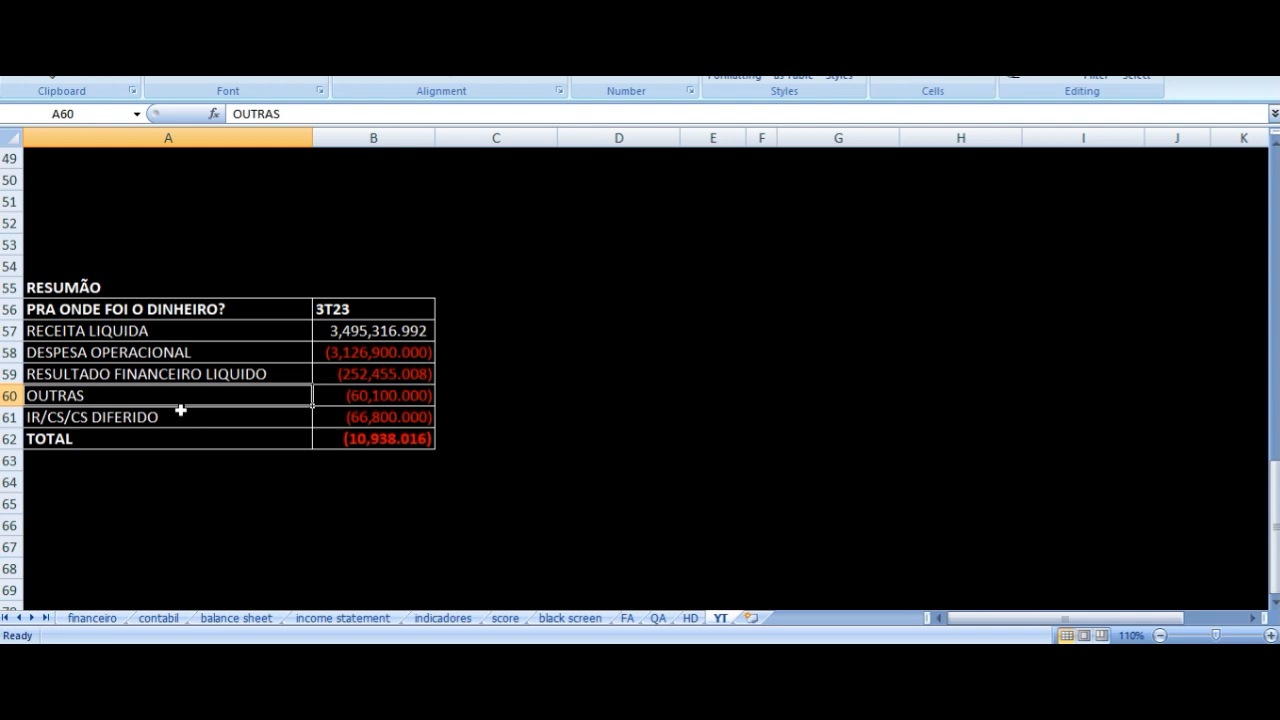 Clipboard Font Alignment Number Styles Cells Editing
A60 fx OUTRAS
A B C D E F G H I J K
49
50
51
52
53
54
55 RESUMÃO
56 PRA ONDE FOI O DINHEIRO? 3T23
57 RECEITA LIQUIDA 3,495,316.992
58 DESPESA OPERACIONAL (3,126,900.000)
59 RESULTADO FINANCEIRO LIQUIDO (252,455.008)
60 OUTRAS (60,100.000)
61 IR/CS/CS DIFERIDO (66,800.000)
62 TOTAL (10,938.016)
63
64
65
66
67
68
69
financeiro contabil balance sheet income statement indicadores score black screen FA QA HD YT
Ready 110%